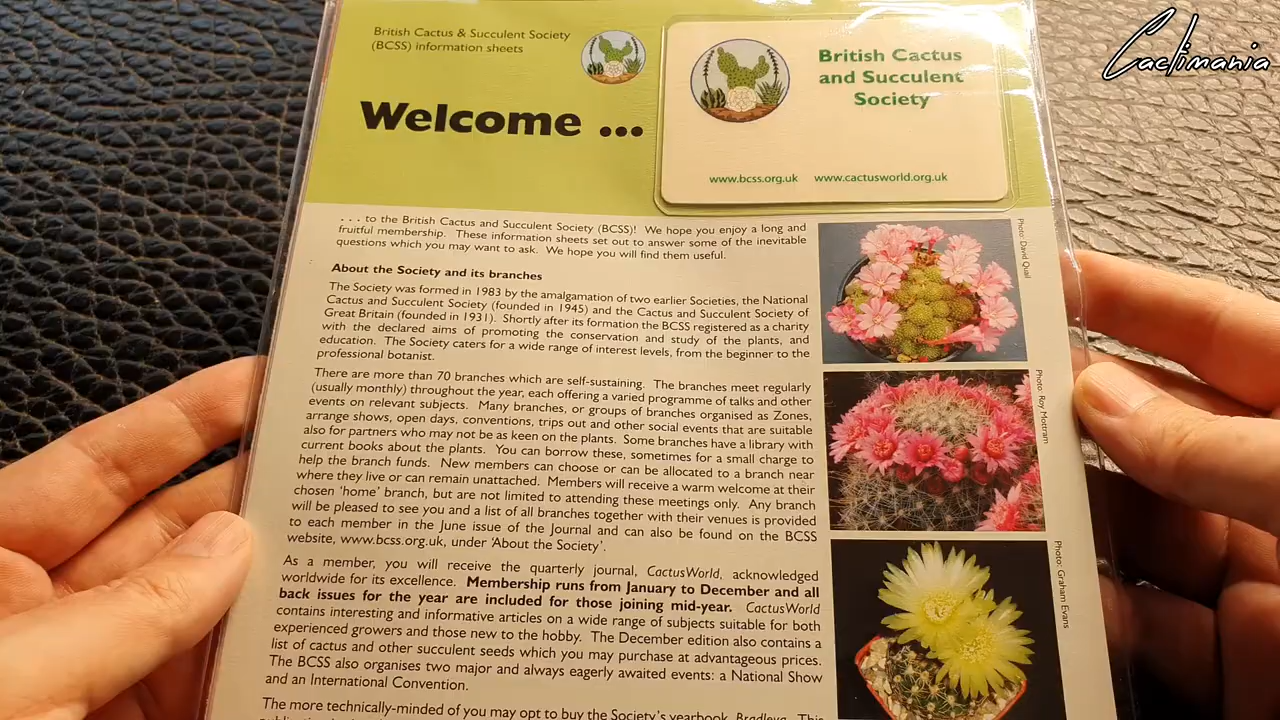 British Cactus & Succulent Society
(BCSS) information sheets
Welcome ...
British Cactus
and Succulent
Society
www.bcss.org.uk www.cactusworld.org.uk
Cactimania
. . . to the British Cactus and Succulent Society (BCSS)! We hope you enjoy a long and
fruitful membership. These information sheets set out to answer some of the inevitable
questions which you may want to ask. We hope you will find them useful.
About the Society and its branches
The Society was formed in 1983 by the amalgamation of two earlier Societies, the National
Cactus and Succulent Society (founded in 1945) and the Cactus and Succulent Society of
Great Britain (founded in 1931). Shortly after its formation the BCSS registered as a charity
with the declared aims of promoting the conservation and study of the plants, and
education. The Society caters for a wide range of interest levels, from the beginner to the
professional botanist.
There are more than 70 branches which are self-sustaining. The branches meet regularly
(usually monthly) throughout the year, each offering a varied programme of talks and other
events on relevant subjects. Many branches, or groups of branches organised as Zones,
arrange shows, open days, conventions, trips out and other social events that are suitable
also for partners who may not be as keen on the plants. Some branches have a library with
current books about the plants. You can borrow these, sometimes for a small charge to
help the branch funds. New members can choose or can be allocated to a branch near
where they live or can remain unattached. Members will receive a warm welcome at their
chosen 'home' branch, but are not limited to attending these meetings only. Any branch
will be pleased to see you and a list of all branches together with their venues is provided
to each member in the June issue of the Journal and can also be found on the BCSS
website, www.bcss.org.uk, under 'About the Society'.
As a member, you will receive the quarterly journal, CactusWorld, acknowledged
worldwide for its excellence. Membership runs from January to December and all
back issues for the year are included for those joining mid-year. CactusWorld
contains interesting and informative articles on a wide range of subjects suitable for both
experienced growers and those new to the hobby. The December edition also contains a
list of cactus and other succulent seeds which you may purchase at advantageous prices.
The BCSS also organises two major and always eagerly awaited events: a National Show
and an International Convention.
The more technically-minded of you may opt to buy the Society's yearbook, Bradleya. This
Photo: David Quail
Photo: Roy Mottram
Photo: Graham Evans